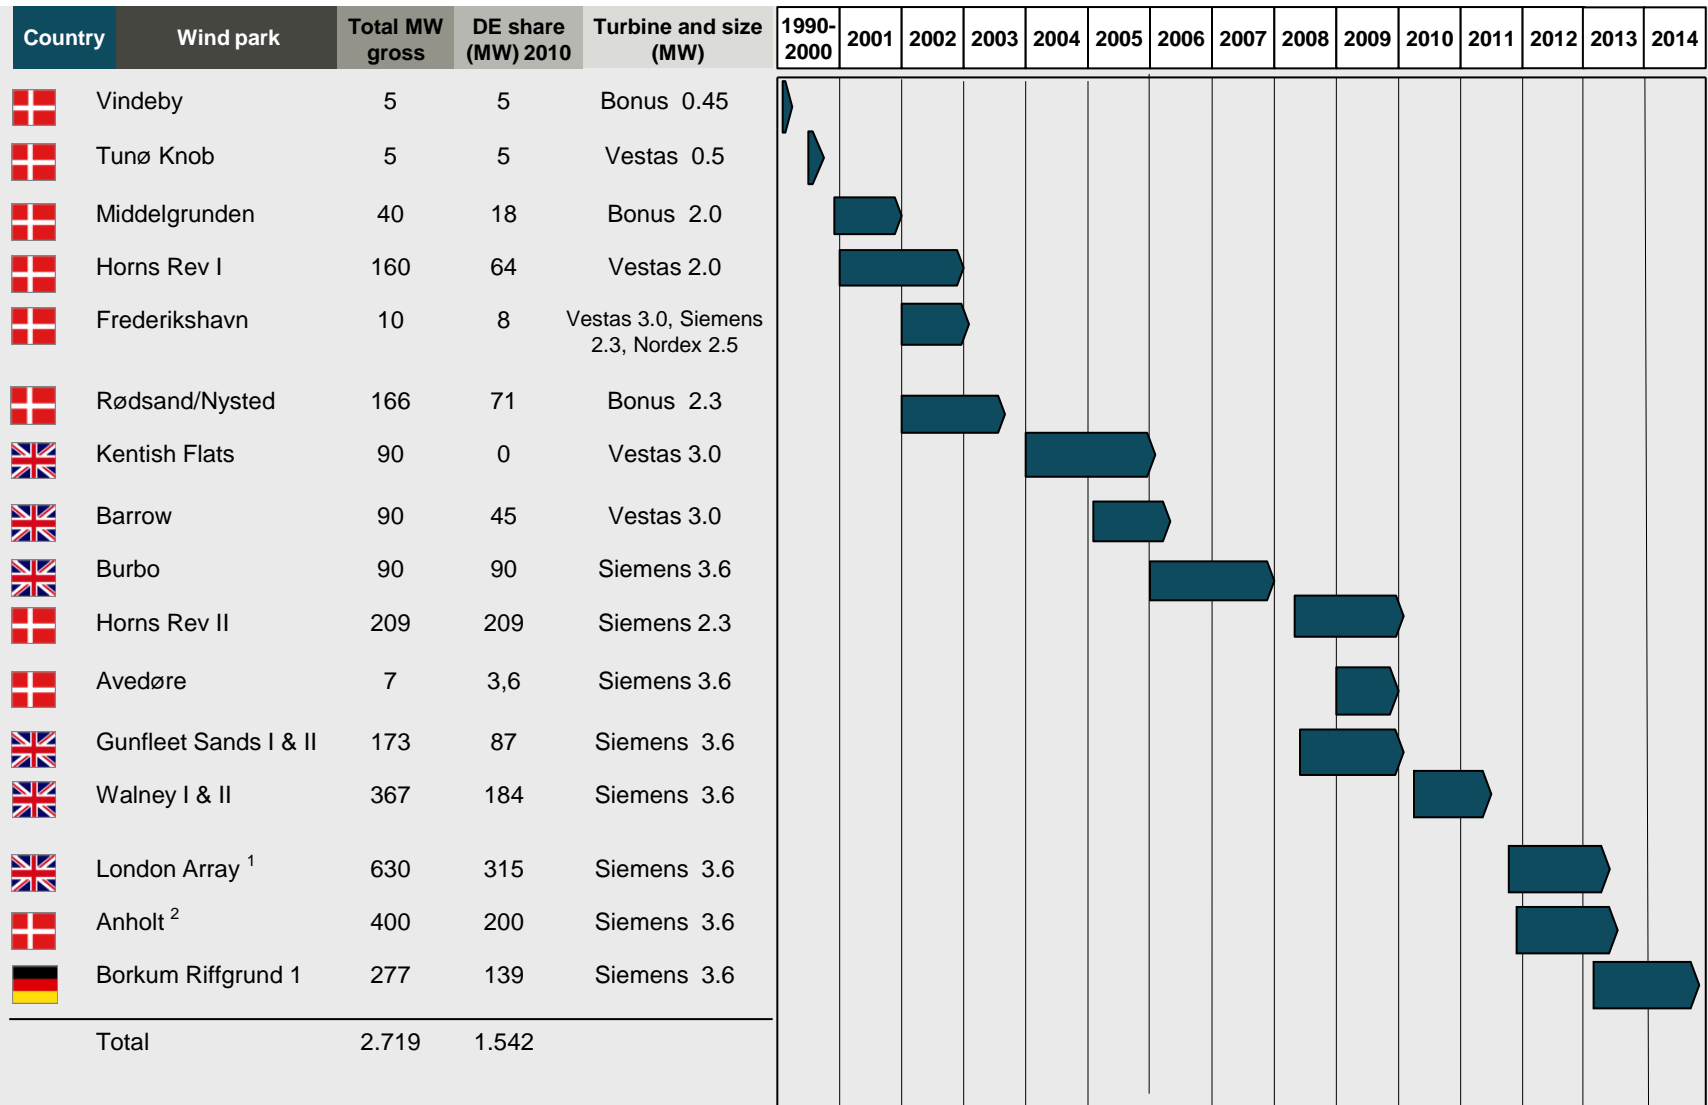 Country Wind park Total MW gross DE share (MW) 2010 Turbine and size (MW) 1990-2000 2001 2002 2003 2004 2005 2006 2007 2008 2009 2010 2011 2012 2013 2014
Vindeby 5 5 Bonus 0.45
Tunø Knob 5 5 Vestas 0.5
Middelgrunden 40 18 Bonus 2.0
Horns Rev I 160 64 Vestas 2.0
Frederikshavn 10 8 Vestas 3.0, Siemens 2.3, Nordex 2.5
Rødsand/Nysted 166 71 Bonus 2.3
Kentish Flats 90 0 Vestas 3.0
Barrow 90 45 Vestas 3.0
Burbo 90 90 Siemens 3.6
Horns Rev II 209 209 Siemens 2.3
Avedøre 7 3,6 Siemens 3.6
Gunfleet Sands I & II 173 87 Siemens 3.6
Walney I & II 367 184 Siemens 3.6
London Array 1 630 315 Siemens 3.6
Anholt 2 400 200 Siemens 3.6
Borkum Riffgrund 1 277 139 Siemens 3.6
Total 2.719 1.542